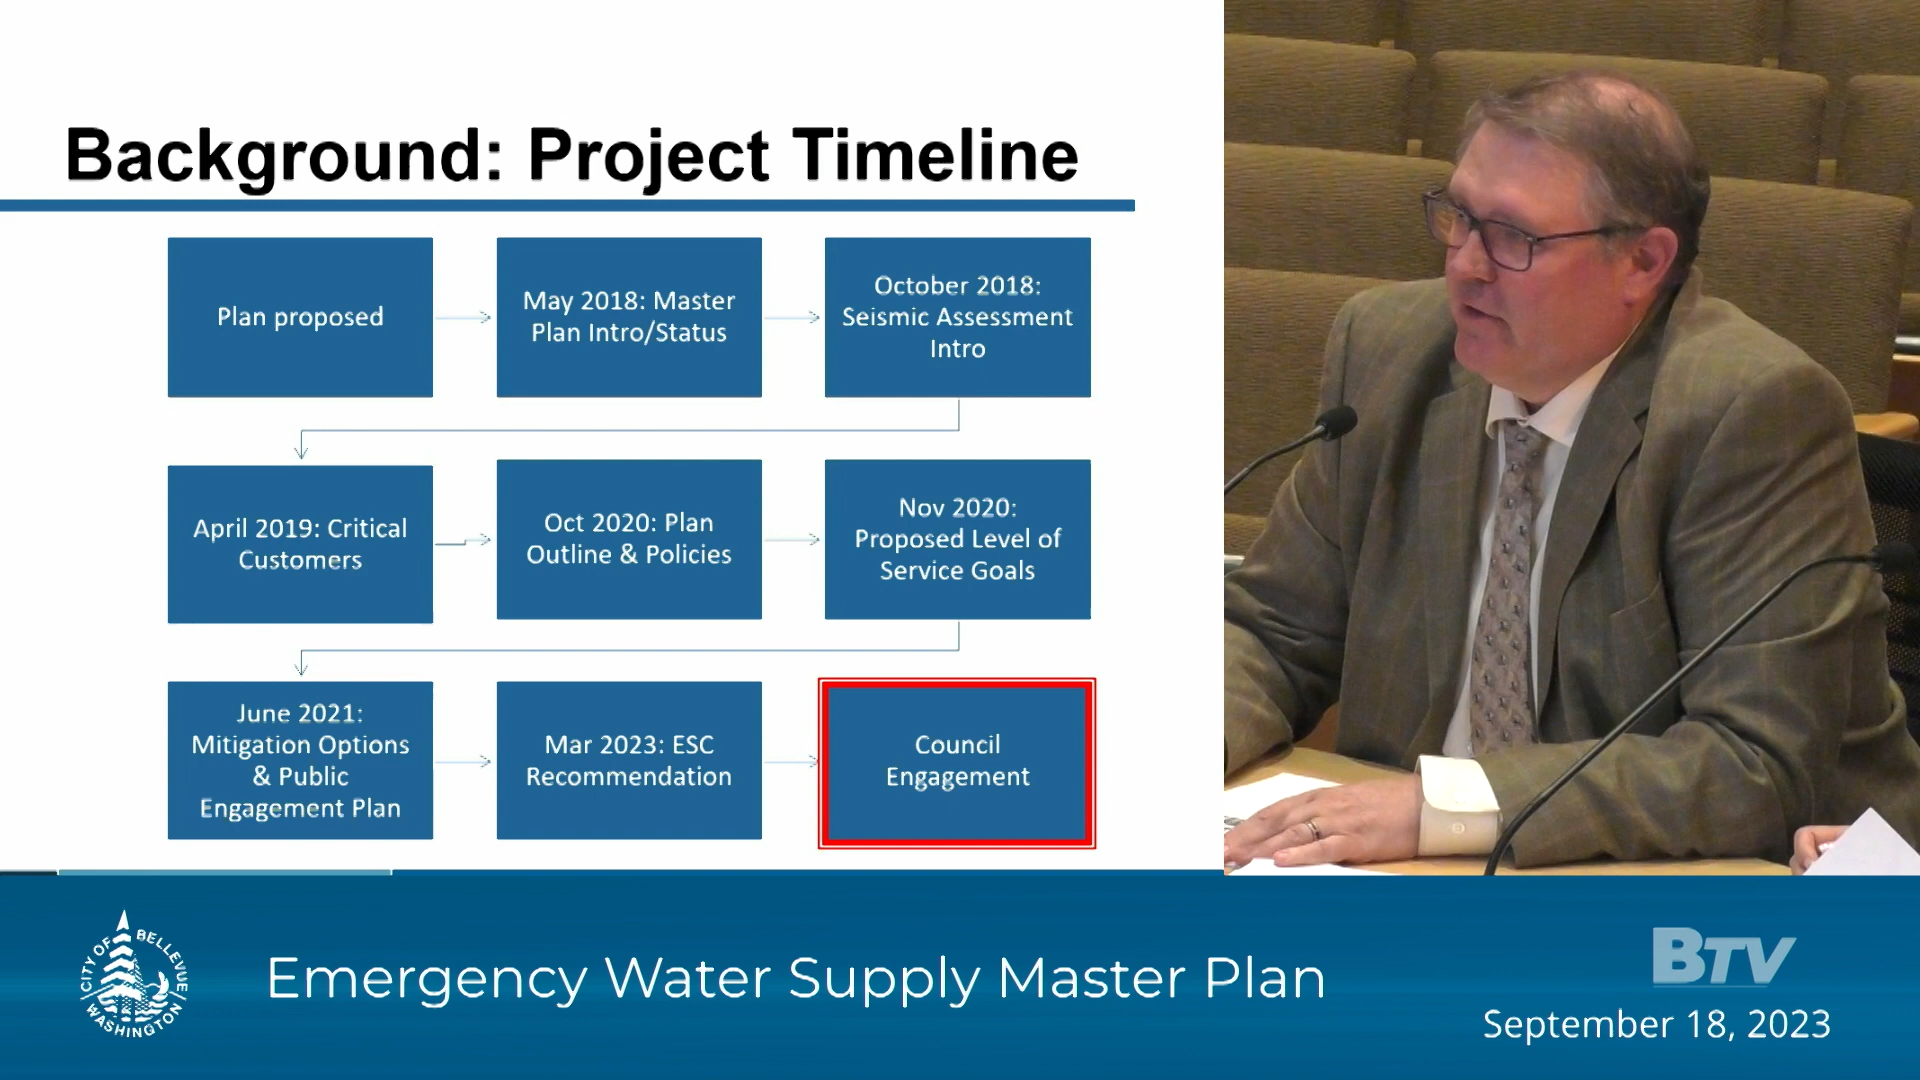 Background: Project Timeline
Plan proposed
May 2018: Master
Plan Intro/Status
October 2018:
Seismic Assessment
Intro
April 2019: Critical
Customers
Oct 2020: Plan
Outline & Policies
Nov 2020:
Proposed Level of
Service Goals
June 2021:
Mitigation Options
& Public
Engagement Plan
Mar 2023: ESC
Recommendation
Council
Engagement
CITY OF BELLEVUE
WASHINGTON
Emergency Water Supply Master Plan
BTV
September 18, 2023